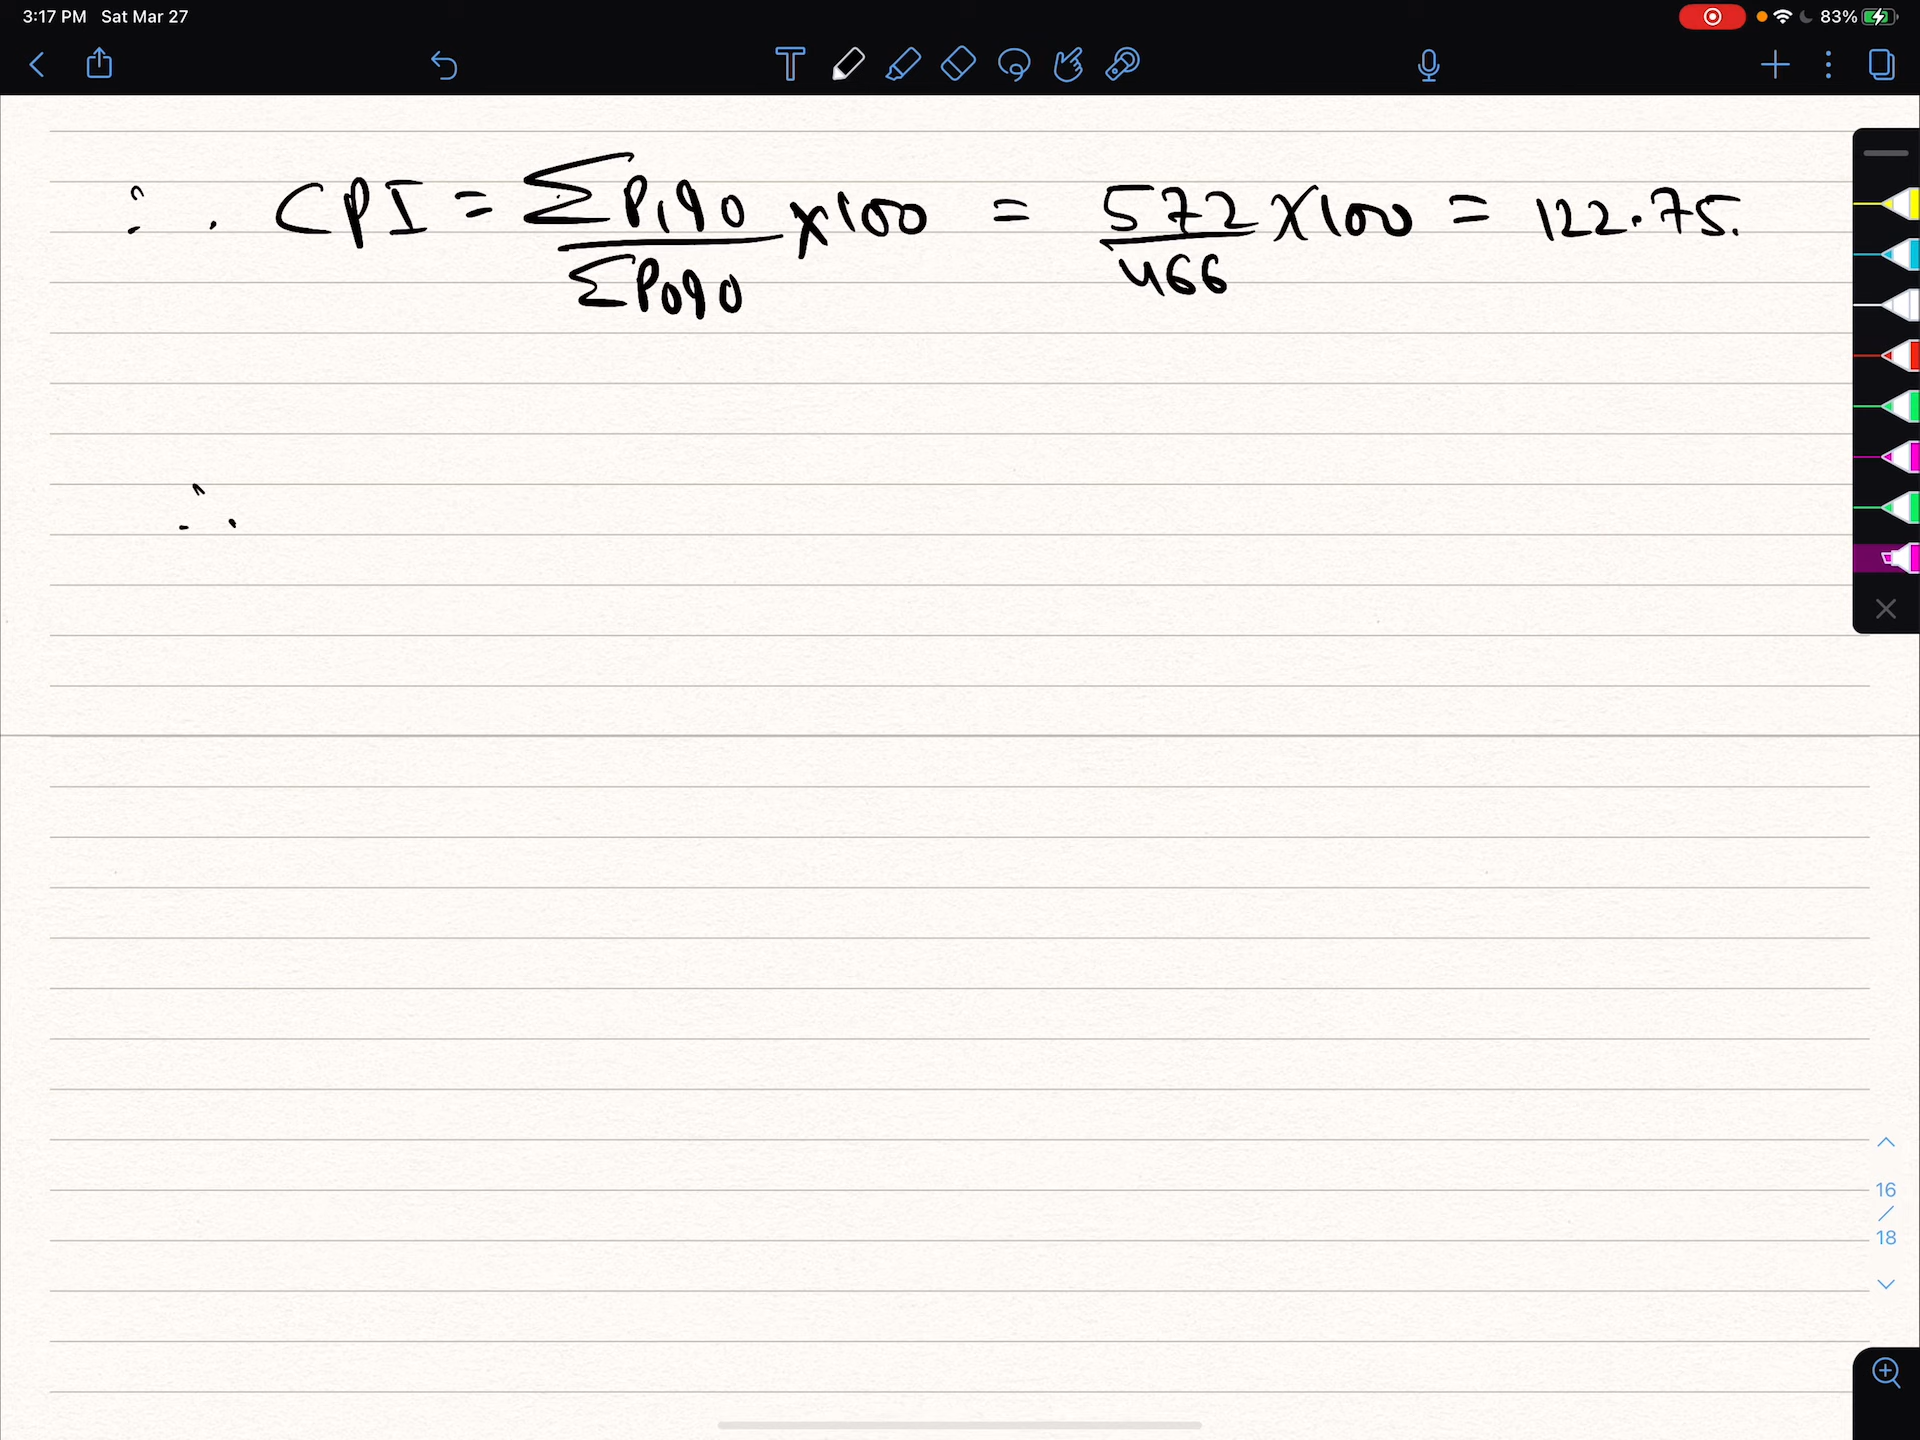 3:17 PM Sat Mar 27
83%
∴ CPI = ΣP₁q₀ / ΣP₀q₀ × 100 = 572 / 466 × 100 = 122.75.
∴
16
/
18